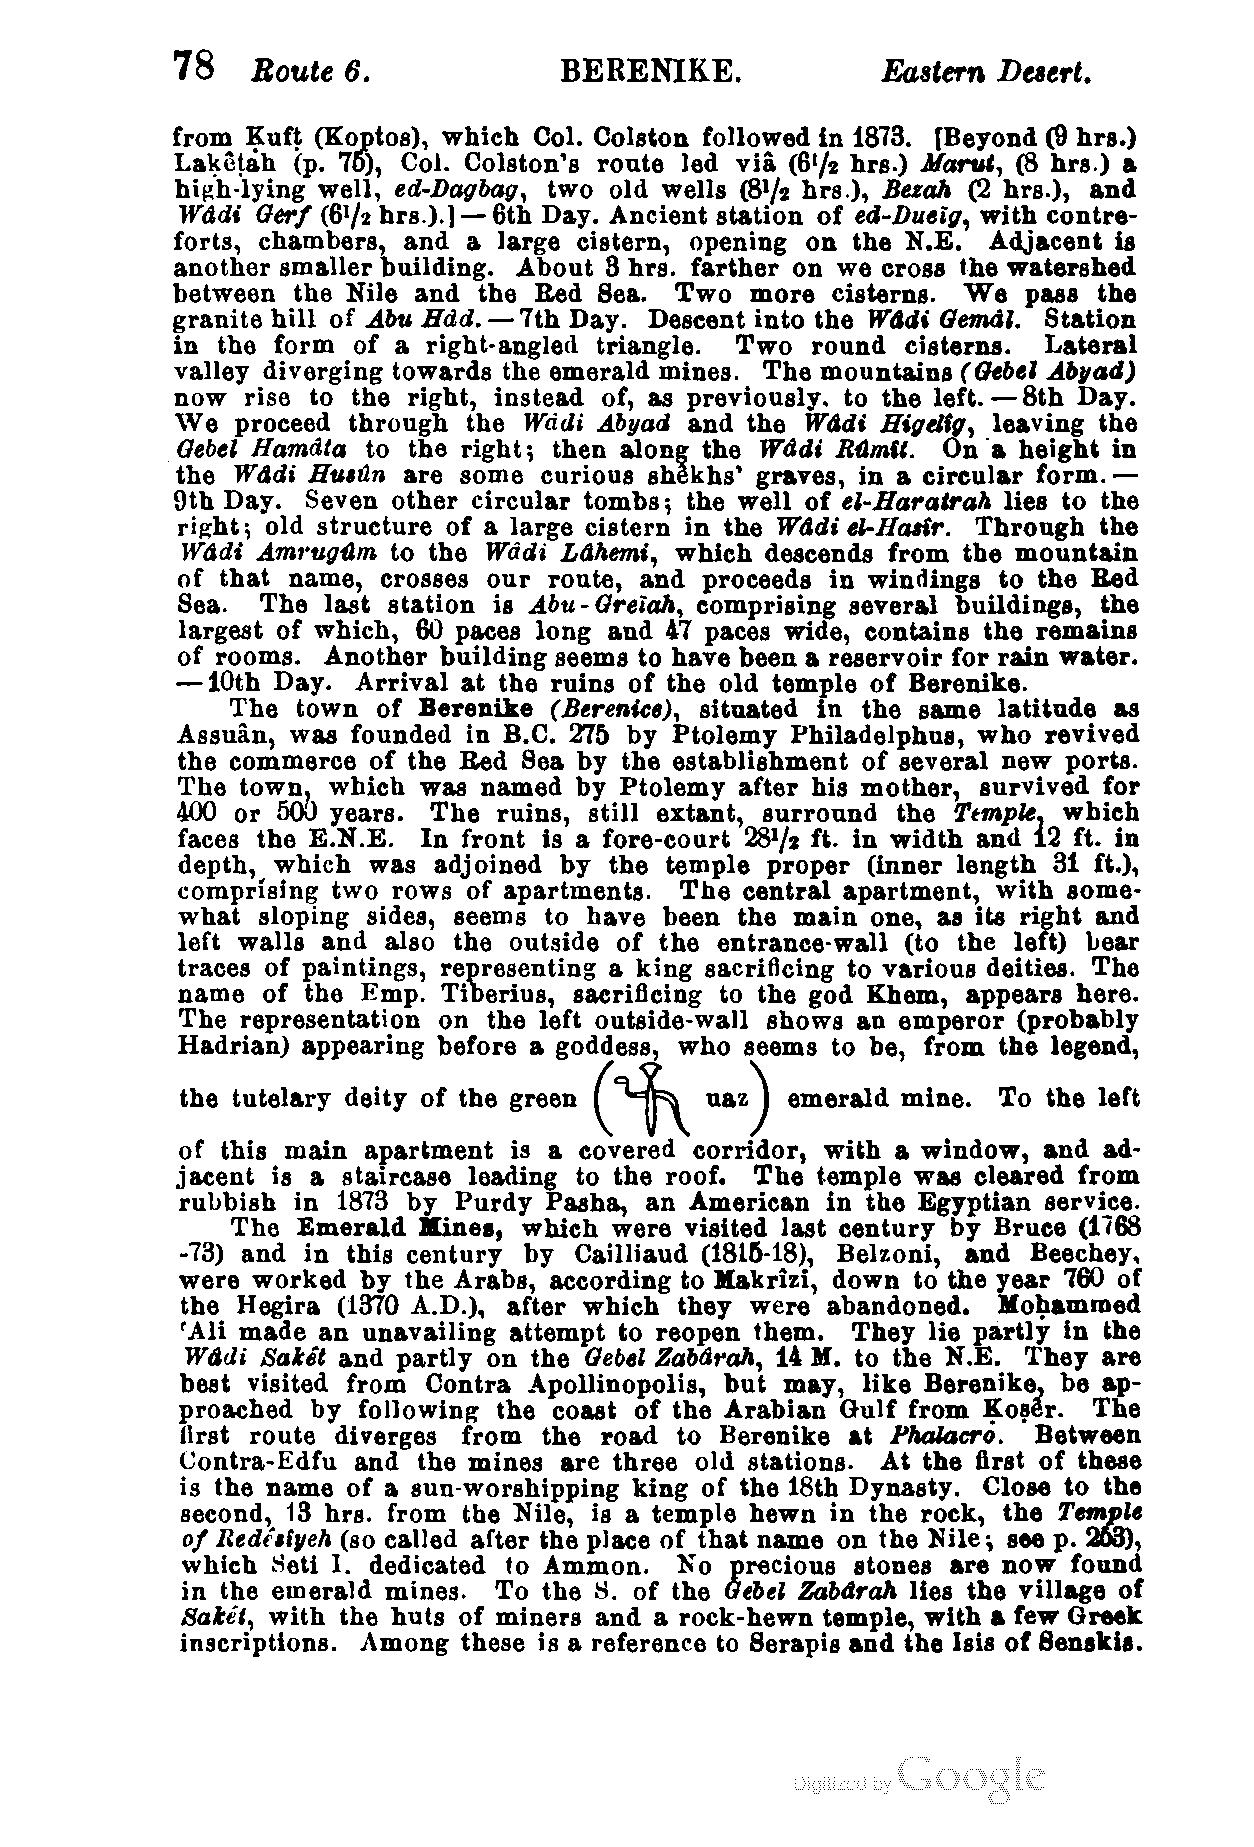 78 Route 6. BERENIKE. Eastern Desert.
from Ḳufṭ (Koptos), which Col. Colston followed in 1873. [Beyond (9 hrs.)
Laḳêṭah (p. 75), Col. Colston's route led viâ (6½ hrs.) Marut, (8 hrs.) a
high-lying well, ed-Dagbag, two old wells (8½ hrs.), Bezah (2 hrs.), and
Wâdi Gerf (6½ hrs.).] — 6th Day. Ancient station of ed-Dueîg, with contre-
forts, chambers, and a large cistern, opening on the N.E. Adjacent is
another smaller building. About 3 hrs. farther on we cross the watershed
between the Nile and the Red Sea. Two more cisterns. We pass the
granite hill of Abu Hâd. — 7th Day. Descent into the Wâdi Gemâl. Station
in the form of a right-angled triangle. Two round cisterns. Lateral
valley diverging towards the emerald mines. The mountains (Gebel Abyad)
now rise to the right, instead of, as previously. to the left. — 8th Day.
We proceed through the Wâdi Abyad and the Wâdi Higelîg, leaving the
Gebel Hamâta to the right; then along the Wâdi Râmît. On a height in
the Wâdi Husûn are some curious shêkhs' graves, in a circular form. —
9th Day. Seven other circular tombs; the well of el-Haratrah lies to the
right; old structure of a large cistern in the Wâdi el-Hasîr. Through the
Wâdi Amrugûm to the Wâdi Lâhemi, which descends from the mountain
of that name, crosses our route, and proceeds in windings to the Red
Sea. The last station is Abu-Greîah, comprising several buildings, the
largest of which, 60 paces long and 47 paces wide, contains the remains
of rooms. Another building seems to have been a reservoir for rain water.
— 10th Day. Arrival at the ruins of the old temple of Berenike.
The town of Berenike (Berenice), situated in the same latitude as
Assuân, was founded in B.C. 275 by Ptolemy Philadelphus, who revived
the commerce of the Red Sea by the establishment of several new ports.
The town, which was named by Ptolemy after his mother, survived for
400 or 500 years. The ruins, still extant, surround the Temple, which
faces the E.N.E. In front is a fore-court 28½ ft. in width and 12 ft. in
depth, which was adjoined by the temple proper (inner length 31 ft.),
comprising two rows of apartments. The central apartment, with some-
what sloping sides, seems to have been the main one, as its right and
left walls and also the outside of the entrance-wall (to the left) bear
traces of paintings, representing a king sacrificing to various deities. The
name of the Emp. Tiberius, sacrificing to the god Khem, appears here.
The representation on the left outside-wall shows an emperor (probably
Hadrian) appearing before a goddess, who seems to be, from the legend,
the tutelary deity of the green ( uaz) emerald mine. To the left
of this main apartment is a covered corridor, with a window, and ad-
jacent is a staircase leading to the roof. The temple was cleared from
rubbish in 1873 by Purdy Pasha, an American in the Egyptian service.
The Emerald Mines, which were visited last century by Bruce (1768
-73) and in this century by Cailliaud (1815-18), Belzoni, and Beechey,
were worked by the Arabs, according to Makrîzi, down to the year 760 of
the Hegira (1370 A.D.), after which they were abandoned. Moḥammed
'Ali made an unavailing attempt to reopen them. They lie partly in the
Wâdi Sakêt and partly on the Gebel Zabârah, 14 M. to the N.E. They are
best visited from Contra Apollinopolis, but may, like Berenike, be ap-
proached by following the coast of the Arabian Gulf from Ḳoṣêr. The
first route diverges from the road to Berenike at Phalacro. Between
Contra-Edfu and the mines are three old stations. At the first of these
is the name of a sun-worshipping king of the 18th Dynasty. Close to the
second, 13 hrs. from the Nile, is a temple hewn in the rock, the Temple
of Redêsîyeh (so called after the place of that name on the Nile; see p. 253),
which Seti I. dedicated to Ammon. No precious stones are now found
in the emerald mines. To the S. of the Gebel Zabârah lies the village of
Sakêt, with the huts of miners and a rock-hewn temple, with a few Greek
inscriptions. Among these is a reference to Serapis and the Isis of Senskis.
Digitized by Google